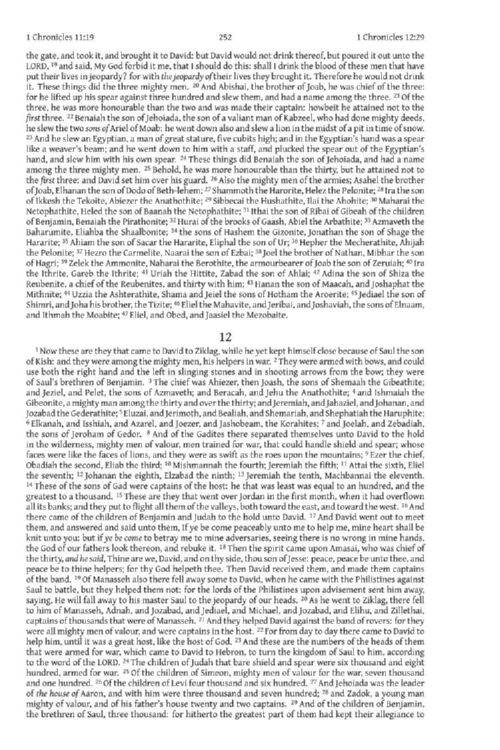 1 Chronicles 11:19 252 1 Chronicles 12:29
the gate, and took it, and brought it to David: but David would not drink thereof, but poured it out unto the
LORD, 19 and said, My God forbid it me, that I should do this: shall I drink the blood of these men that have
put their lives in jeopardy? for with the jeopardy of their lives they brought it. Therefore he would not drink
it. These things did the three mighty men. 20 And Abishai, the brother of Joab, he was chief of the three:
for he lifted up his spear against three hundred and slew them, and had a name among the three. 21 Of the
three, he was more honourable than the two and was made their captain: howbeit he attained not to the
first three. 22 Benaiah the son of Jehoiada, the son of a valiant man of Kabzeel, who had done mighty deeds,
he slew the two sons of Ariel of Moab: he went down also and slew a lion in the midst of a pit in time of snow.
23 And he slew an Egyptian, a man of great stature, five cubits high; and in the Egyptian's hand was a spear
like a weaver's beam; and he went down to him with a staff, and plucked the spear out of the Egyptian's
hand, and slew him with his own spear. 24 These things did Benaiah the son of Jehoiada, and had a name
among the three mighty men. 25 Behold, he was more honourable than the thirty, but he attained not to
the first three: and David set him over his guard. 26 Also the mighty men of the armies; Asahel the brother
of Joab, Elhanan the son of Dodo of Beth-lehem; 27 Shammoth the Harorite, Helez the Pelonite; 28 Ira the son
of Ikkesh the Tekoite, Abiezer the Anathothite; 29 Sibbecai the Hushathite, Ilai the Ahohite; 30 Maharai the
Netophathite, Heled the son of Baanah the Netophathite; 31 Ithai the son of Ribai of Gibeah of the children
of Benjamin, Benaiah the Pirathonite; 32 Hurai of the brooks of Gaash, Abiel the Arbathite; 33 Azmaveth the
Baharumite, Eliahba the Shaalbonite; 34 the sons of Hashem the Gizonite, Jonathan the son of Shage the
Hararite; 35 Ahiam the son of Sacar the Hararite, Eliphal the son of Ur; 36 Hepher the Mecherathite, Ahijah
the Pelonite; 37 Hezro the Carmelite, Naarai the son of Ezbai; 38 Joel the brother of Nathan, Mibhar the son
of Hagri; 39 Zelek the Ammonite, Naharai the Berothite, the armourbearer of Joab the son of Zeruiah; 40 Ira
the Ithrite, Gareb the Ithrite; 41 Uriah the Hittite, Zabad the son of Ahlai; 42 Adina the son of Shiza the
Reubenite, a chief of the Reubenites, and thirty with him; 43 Hanan the son of Maacah, and Joshaphat the
Mithnite; 44 Uzzia the Ashterathite, Shama and Jeiel the sons of Hotham the Aroerite; 45 Jediael the son of
Shimri, and Joha his brother, the Tizite; 46 Eliel the Mahavite, and Jeribai, and Joshaviah, the sons of Elnaam,
and Ithmah the Moabite; 47 Eliel, and Obed, and Jaasiel the Mezobaite.
12
1 Now these are they that came to David to Ziklag, while he yet kept himself close because of Saul the son
of Kish: and they were among the mighty men, his helpers in war. 2 They were armed with bows, and could
use both the right hand and the left in slinging stones and in shooting arrows from the bow; they were
of Saul's brethren of Benjamin. 3 The chief was Ahiezer, then Joash, the sons of Shemaah the Gibeathite;
and Jeziel, and Pelet, the sons of Azmaveth; and Beracah, and Jehu the Anathothite; 4 and Ishmaiah the
Gibeonite, a mighty man among the thirty and over the thirty; and Jeremiah, and Jahaziel, and Johanan, and
Jozabad the Gederathite; 5 Eluzai, and Jerimoth, and Bealiah, and Shemariah, and Shephatiah the Haruphite;
6 Elkanah, and Isshiah, and Azarel, and Joezer, and Jashobeam, the Korahites; 7 and Joelah, and Zebadiah,
the sons of Jeroham of Gedor. 8 And of the Gadites there separated themselves unto David to the hold
in the wilderness, mighty men of valour, men trained for war, that could handle shield and spear; whose
faces were like the faces of lions, and they were as swift as the roes upon the mountains; 9 Ezer the chief,
Obadiah the second, Eliab the third; 10 Mishmannah the fourth; Jeremiah the fifth; 11 Attai the sixth, Eliel
the seventh; 12 Johanan the eighth, Elzabad the ninth; 13 Jeremiah the tenth, Machbannai the eleventh.
14 These of the sons of Gad were captains of the host: he that was least was equal to an hundred, and the
greatest to a thousand. 15 These are they that went over Jordan in the first month, when it had overflown
all its banks; and they put to flight all them of the valleys, both toward the east, and toward the west. 16 And
there came of the children of Benjamin and Judah to the hold unto David. 17 And David went out to meet
them, and answered and said unto them, If ye be come peaceably unto me to help me, mine heart shall be
knit unto you: but if ye be come to betray me to mine adversaries, seeing there is no wrong in mine hands,
the God of our fathers look thereon, and rebuke it. 18 Then the spirit came upon Amasai, who was chief of
the thirty, and he said, Thine are we, David, and on thy side, thou son of Jesse: peace, peace be unto thee, and
peace be to thine helpers; for thy God helpeth thee. Then David received them, and made them captains
of the band. 19 Of Manasseh also there fell away some to David, when he came with the Philistines against
Saul to battle, but they helped them not: for the lords of the Philistines upon advisement sent him away,
saying, He will fall away to his master Saul to the jeopardy of our heads. 20 As he went to Ziklag, there fell
to him of Manasseh, Adnah, and Jozabad, and Jediael, and Michael, and Jozabad, and Elihu, and Zillethai,
captains of thousands that were of Manasseh. 21 And they helped David against the band of rovers: for they
were all mighty men of valour, and were captains in the host. 22 For from day to day there came to David to
help him, until it was a great host, like the host of God. 23 And these are the numbers of the heads of them
that were armed for war, which came to David to Hebron, to turn the kingdom of Saul to him, according
to the word of the LORD. 24 The children of Judah that bare shield and spear were six thousand and eight
hundred, armed for war. 25 Of the children of Simeon, mighty men of valour for the war, seven thousand
and one hundred. 26 Of the children of Levi four thousand and six hundred. 27 And Jehoiada was the leader
of the house of Aaron, and with him were three thousand and seven hundred; 28 and Zadok, a young man
mighty of valour, and of his father's house twenty and two captains. 29 And of the children of Benjamin,
the brethren of Saul, three thousand: for hitherto the greatest part of them had kept their allegiance to